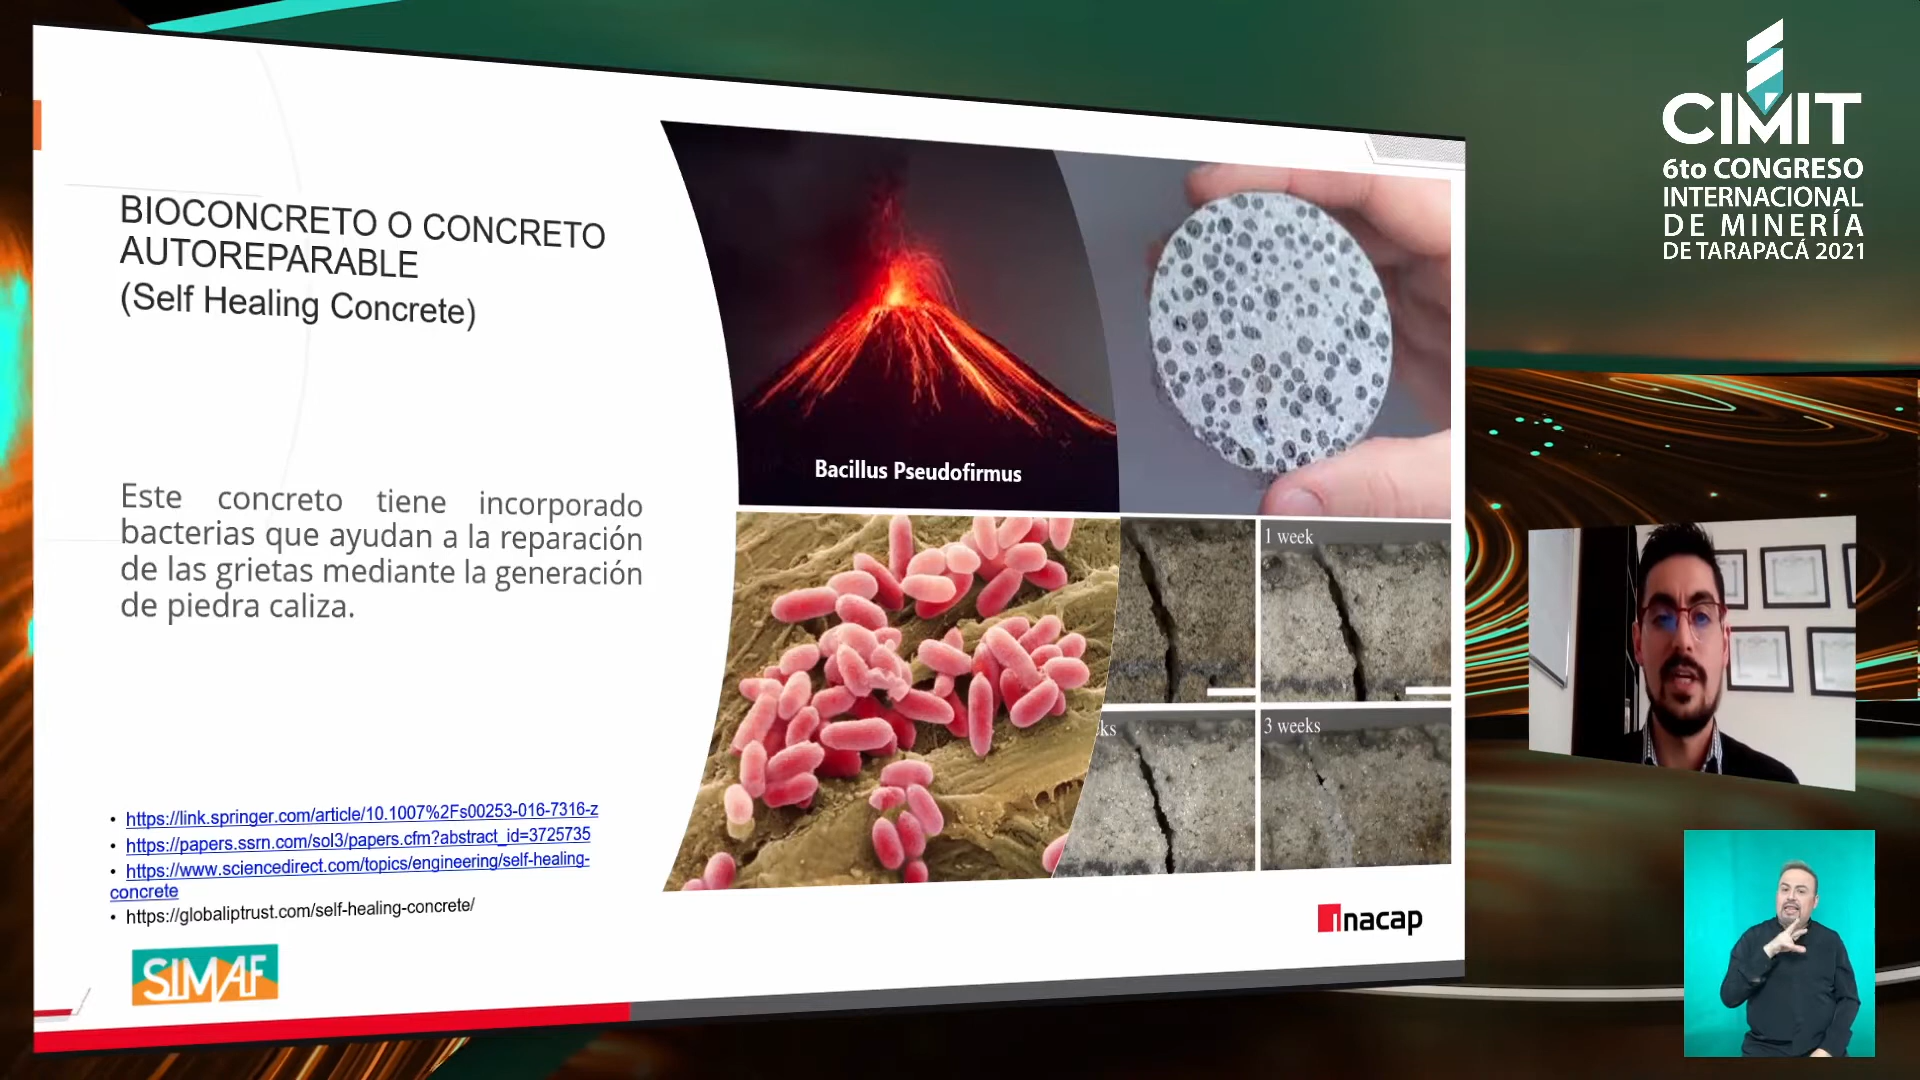 BIOCONCRETO O CONCRETO
AUTOREPARABLE
(Self Healing Concrete)
Este concreto tiene incorporado
bacterias que ayudan a la reparación
de las grietas mediante la generación
de piedra caliza.
• https://link.springer.com/article/10.1007%2Fs00253-016-7316-z
• https://papers.ssrn.com/sol3/papers.cfm?abstract_id=3725735
• https://www.sciencedirect.com/topics/engineering/self-healing-
concrete
• https://globaliptrust.com/self-healing-concrete/
SIMAF
Bacillus Pseudofirmus
1 week
ks
3 weeks
inacap
CIMIT
6to CONGRESO
INTERNACIONAL
DE MINERÍA
DE TARAPACÁ 2021